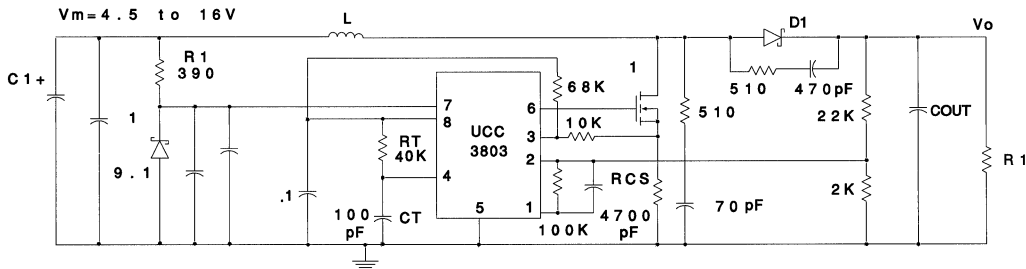 Vm=4.5 to 16V
L
D1
Vo
C1+
R1
390
1
9.1
.1
RT
40K
100
pF
CT
UCC
3803
7
8
4
5
6
3
2
1
68K
10K
1
510
510
470pF
22K
COUT
R1
2K
RCS
100K
4700
pF
70pF